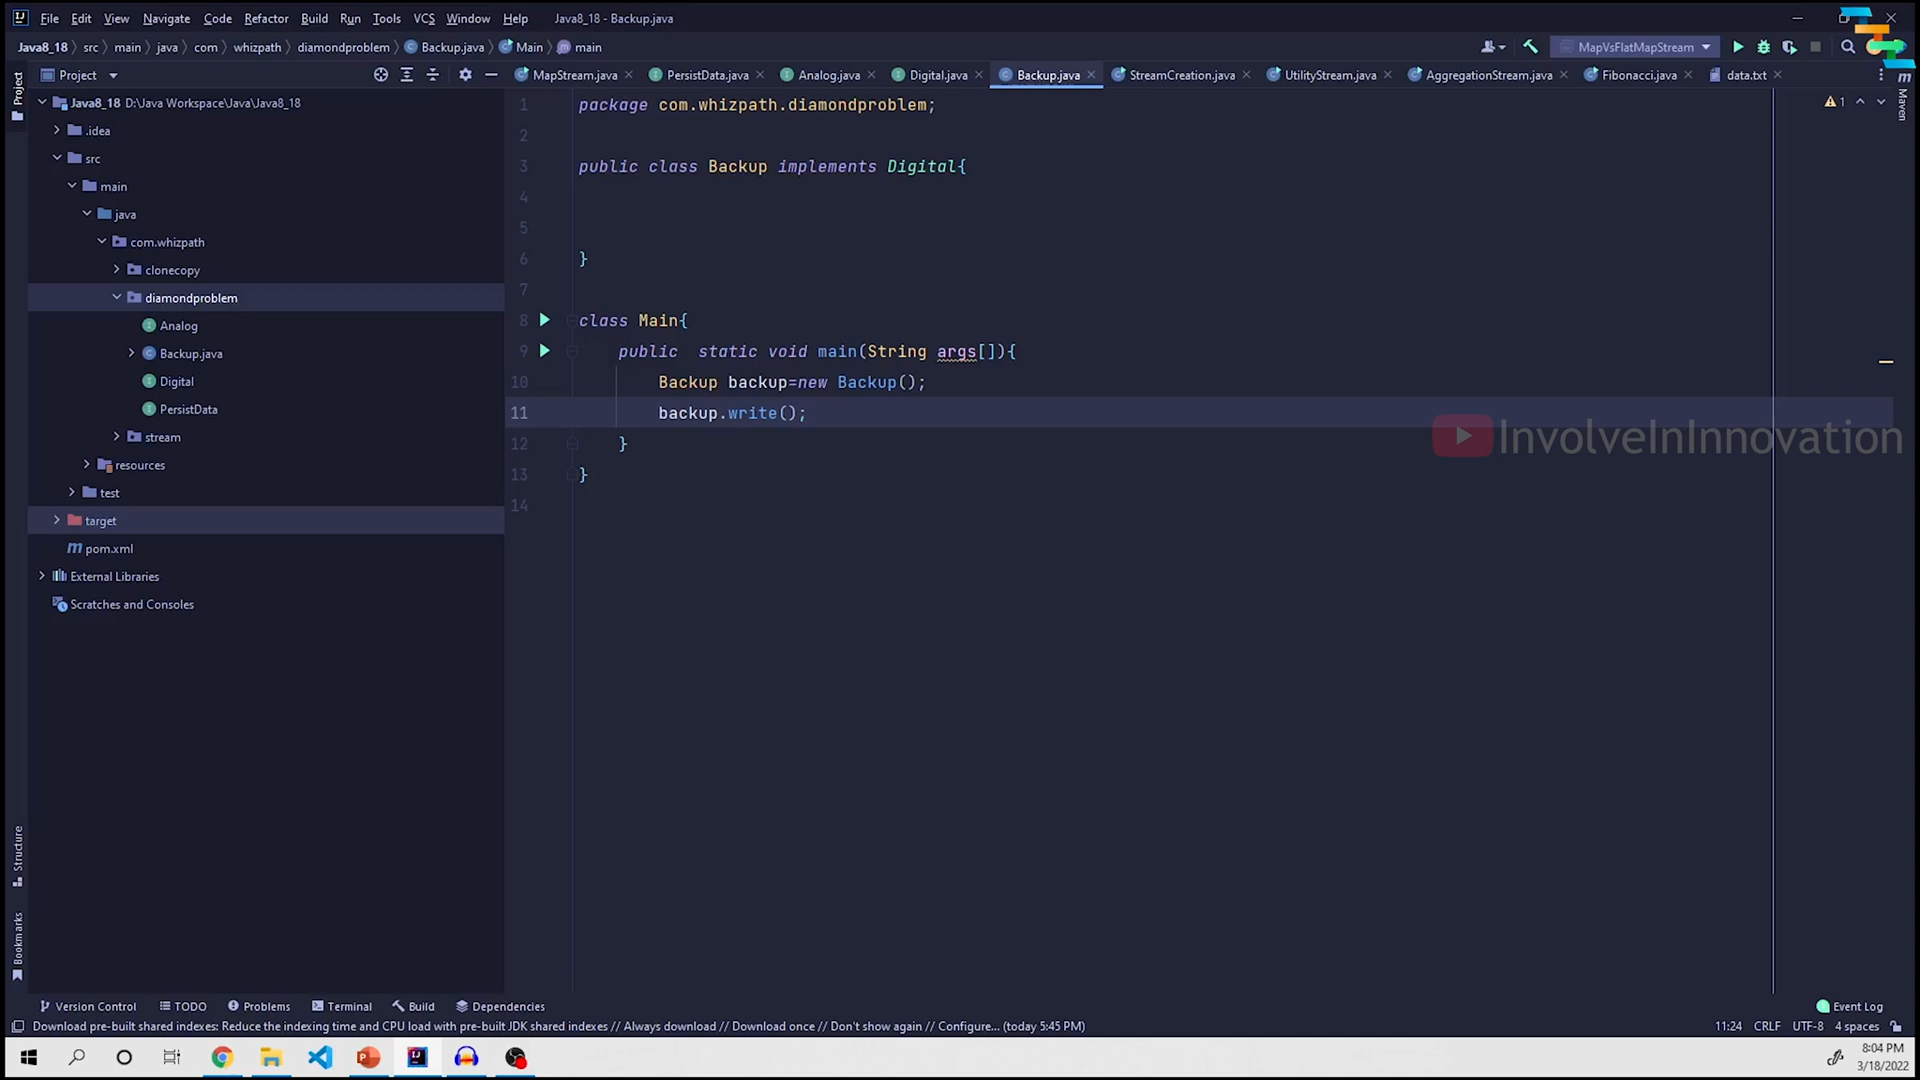 File Edit View Navigate Code Refactor Build Run Tools VCS Window Help Java8_18 - Backup.java
Java8_18 src main java com whizpath diamondproblem Backup.java Main main MapVsFlatMapStream
Project MapStream.java PersistData.java Analog.java Digital.java Backup.java StreamCreation.java UtilityStream.java AggregationStream.java Fibonacci.java data.txt
Project
Maven
Java8_18 D:\Java Workspace\Java\Java8_18
.idea
src
main
java
com.whizpath
clonecopy
diamondproblem
Analog
Backup.java
Digital
PersistData
stream
resources
test
target
pom.xml
External Libraries
Scratches and Consoles
1 package com.whizpath.diamondproblem;
2
3 public class Backup implements Digital{
4
5
6 }
7
8 class Main{
9 public static void main(String args[]){
10 Backup backup=new Backup();
11 backup.write();
12 }
13 }
14
1
InvolveInInnovation
Structure
Bookmarks
Version Control TODO Problems Terminal Build Dependencies Event Log
Download pre-built shared indexes: Reduce the indexing time and CPU load with pre-built JDK shared indexes // Always download // Download once // Don't show again // Configure... (today 5:45 PM) 11:24 CRLF UTF-8 4 spaces
8:04 PM
3/18/2022